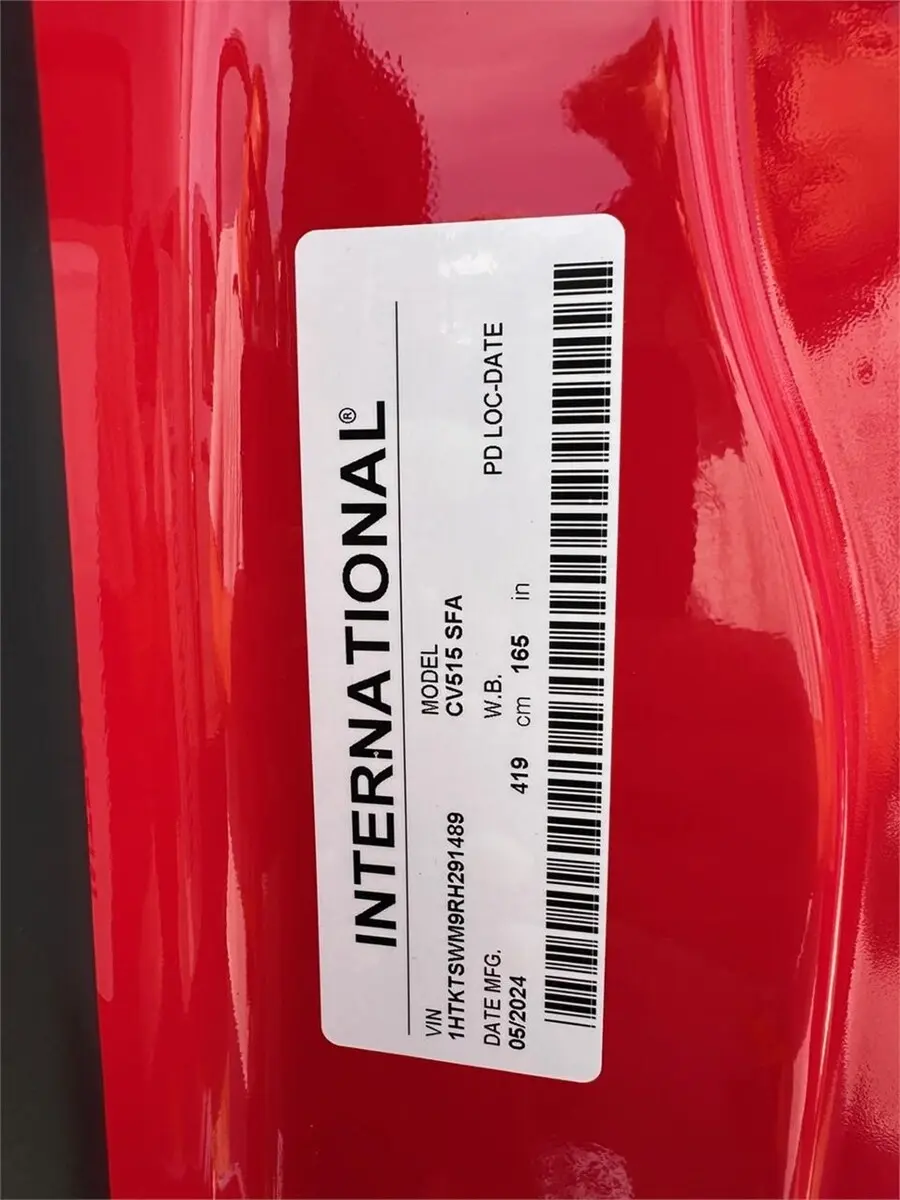 INTERNATIONAL®
VIN
1HTKTSWM9RH291489
MODEL
CV515 SFA
DATE MFG.
05/2024
W.B.
419 cm 165 in
PD LOC-DATE